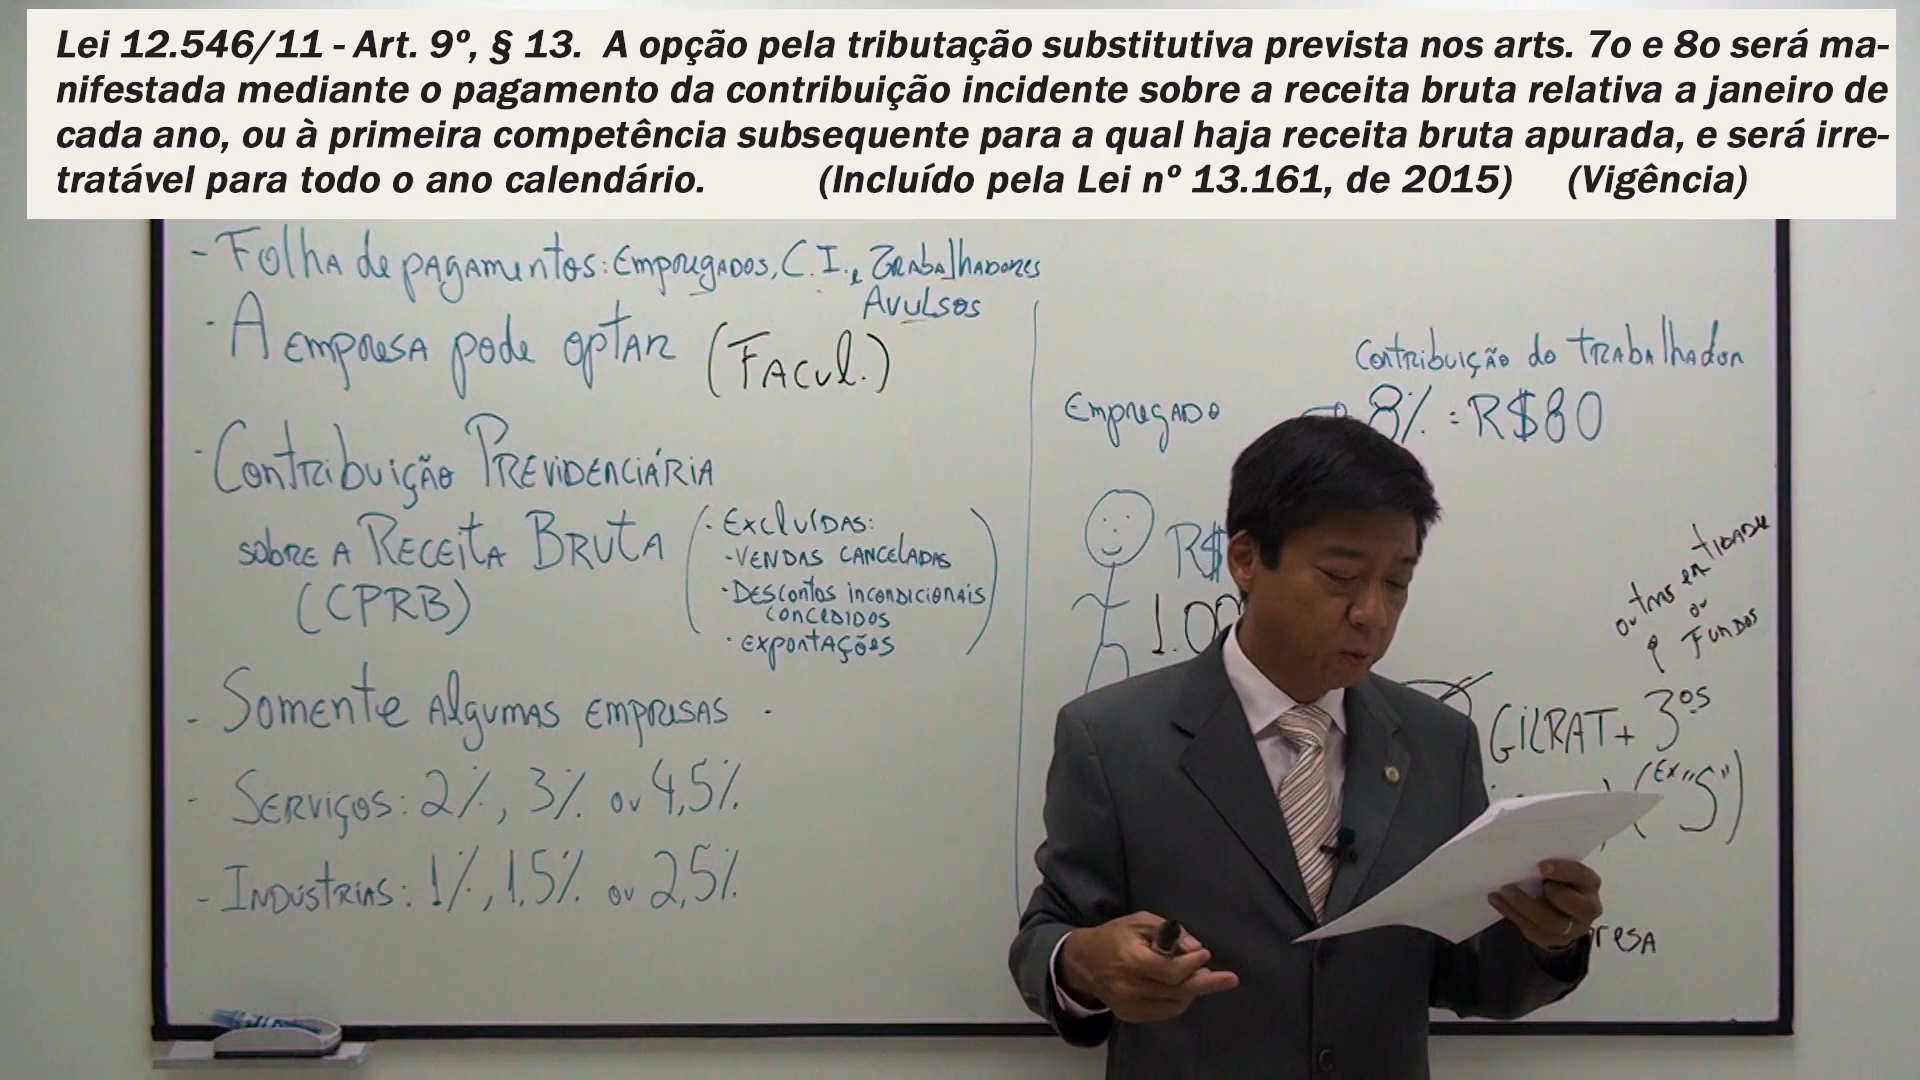 Lei 12.546/11 - Art. 9º, § 13. A opção pela tributação substitutiva prevista nos arts. 7o e 8o será ma-
nifestada mediante o pagamento da contribuição incidente sobre a receita bruta relativa a janeiro de
cada ano, ou à primeira competência subsequente para a qual haja receita bruta apurada, e será irre-
tratável para todo o ano calendário. (Incluído pela Lei nº 13.161, de 2015) (Vigência)
- Folha de pagamentos: Empregados, C.I., e Trabalhadores
Avulsos
· A empresa pode optar (Facul.)
· Contribuição Previdenciária
sobre a Receita Bruta
(CPRB)
· Excluídas:
- Vendas canceladas
· Descontos incondicionais
concedidos
· Exportações
- Somente algumas empresas
- Serviços: 2%, 3% ou 4,5%
- Indústrias: 1%, 1,5% ou 2,5%
Contribuição do trabalhador
Empregado 8% = R$80
R$
1.00
outras entidades
ou
Fundos
GILRAT + 3ºs
(Ex "S")
resa